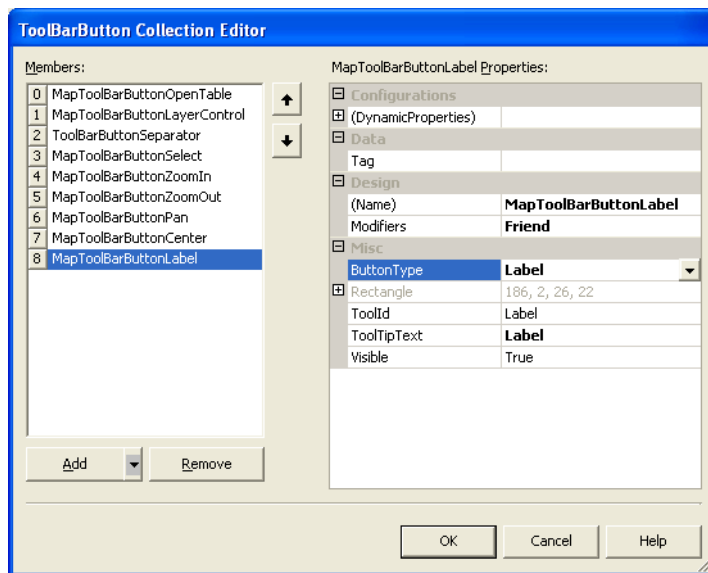 ToolBarButton Collection Editor
Members:
0 MapToolBarButtonOpenTable
1 MapToolBarButtonLayerControl
2 ToolBarButtonSeparator
3 MapToolBarButtonSelect
4 MapToolBarButtonZoomIn
5 MapToolBarButtonZoomOut
6 MapToolBarButtonPan
7 MapToolBarButtonCenter
8 MapToolBarButtonLabel
Add
Remove
MapToolBarButtonLabel Properties:
Configurations
(DynamicProperties)
Data
Tag
Design
(Name) MapToolBarButtonLabel
Modifiers Friend
Misc
ButtonType Label
Rectangle 186, 2, 26, 22
ToolId Label
ToolTipText Label
Visible True
OK Cancel Help